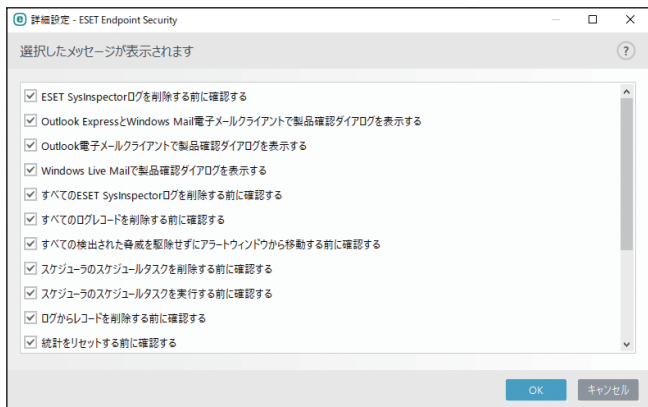 詳細設定 - ESET Endpoint Security
選択したメッセージが表示されます
?
ESET SysInspectorログを削除する前に確認する
Outlook ExpressとWindows Mail電子メールクライアントで製品確認ダイアログを表示する
Outlook電子メールクライアントで製品確認ダイアログを表示する
Windows Live Mailで製品確認ダイアログを表示する
すべてのESET SysInspectorログを削除する前に確認する
すべてのログレコードを削除する前に確認する
すべての検出された脅威を駆除せずにアラートウィンドウから移動する前に確認する
スケジューラのスケジュールタスクを削除する前に確認する
スケジューラのスケジュールタスクを実行する前に確認する
ログからレコードを削除する前に確認する
統計をリセットする前に確認する
OK キャンセル